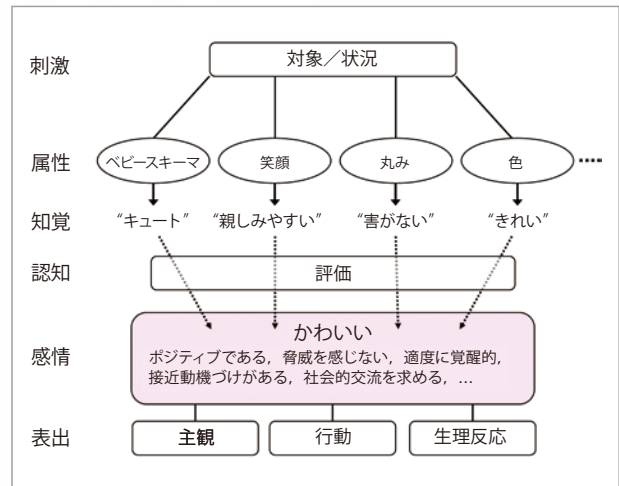 刺激
対象／状況
属性
ベビースキーマ
笑顔
丸み
色
知覚
“キュート”
“親しみやすい”
“害がない”
“きれい”
認知
評価
感情
かわいい
ポジティブである，脅威を感じない，適度に覚醒的，
接近動機づけがある，社会的交流を求める，…
表出
主観
行動
生理反応